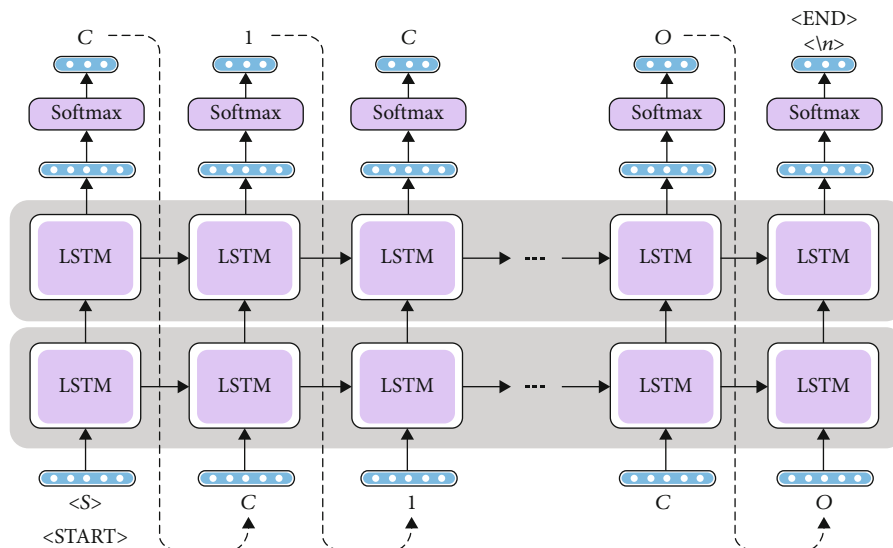 <END>
C 1 C O <\n>
Softmax Softmax Softmax Softmax Softmax
LSTM LSTM LSTM ... LSTM LSTM
LSTM LSTM LSTM ... LSTM LSTM
<S> C 1 C O
<START>